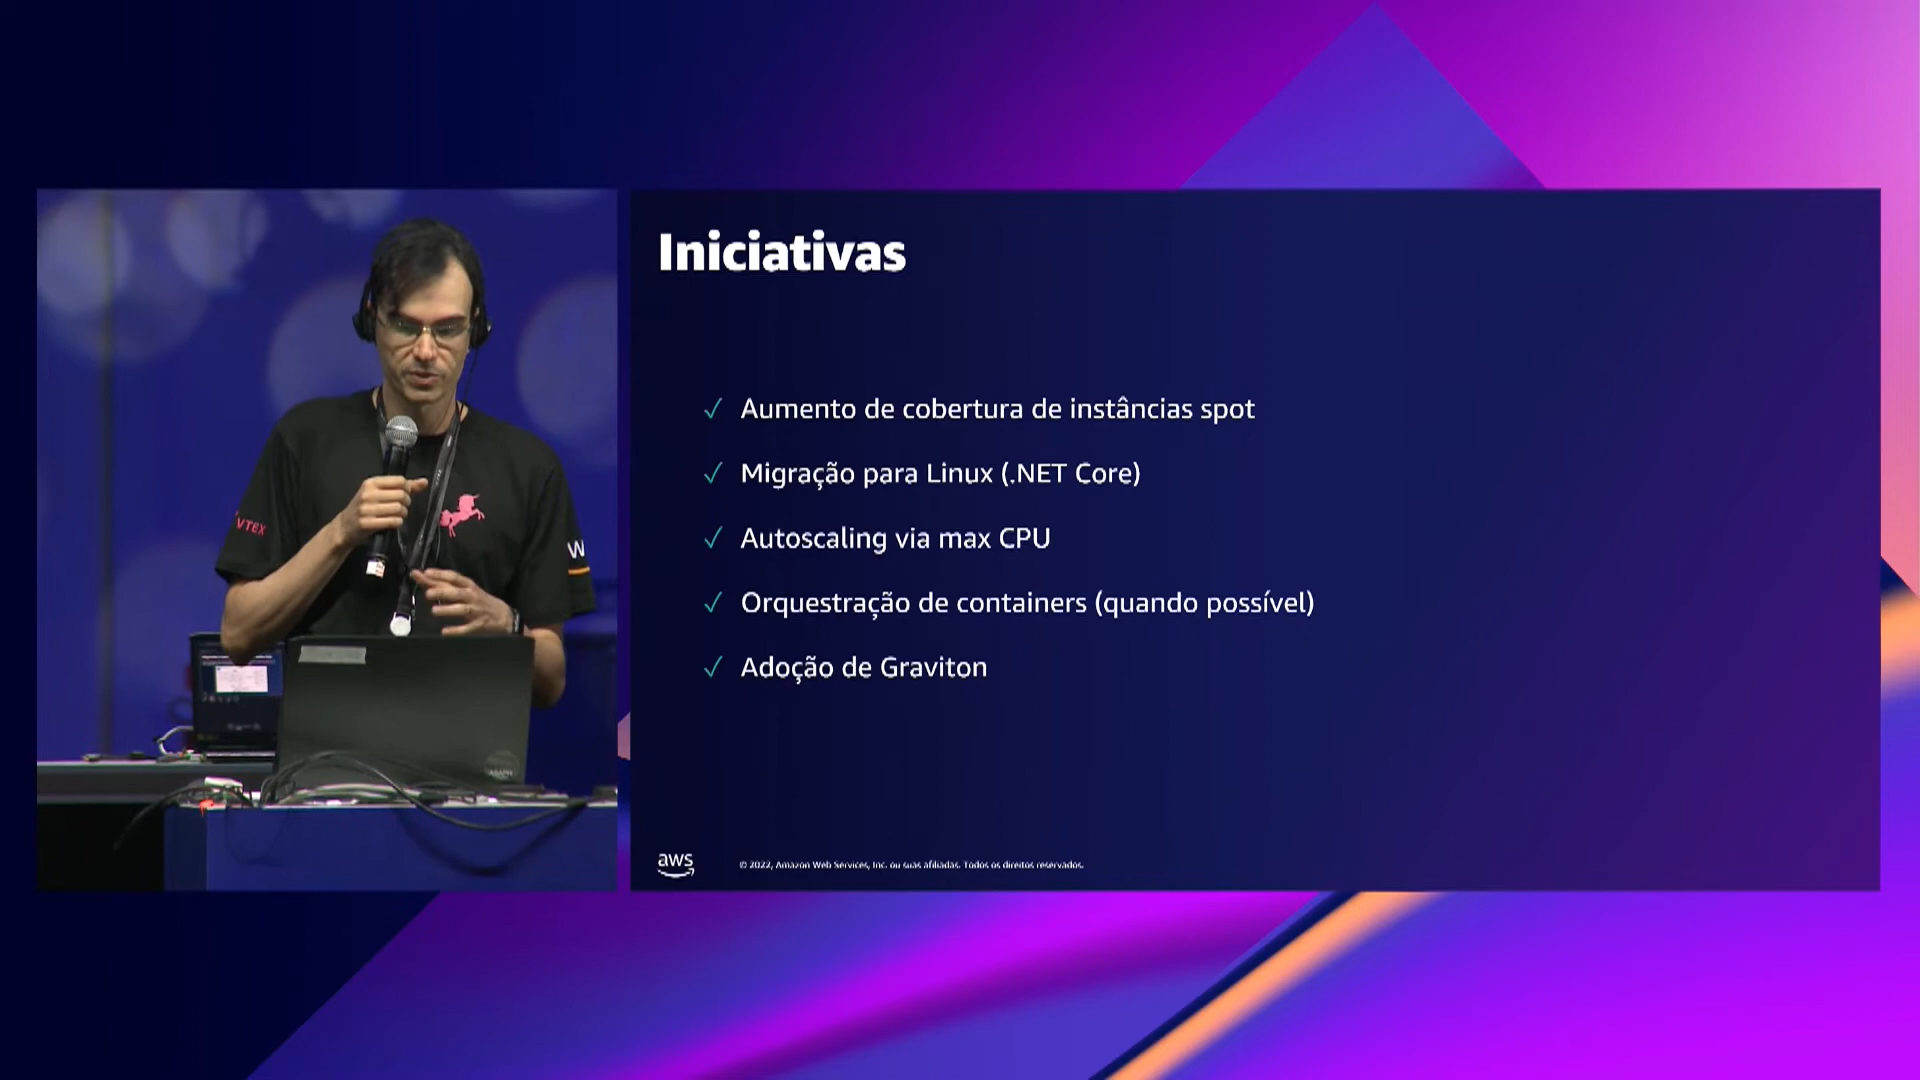 Iniciativas
✓ Aumento de cobertura de instâncias spot
✓ Migração para Linux (.NET Core)
✓ Autoscaling via max CPU
✓ Orquestração de containers (quando possível)
✓ Adoção de Graviton
aws
© 2022, Amazon Web Services, Inc. ou suas afiliadas. Todos os direitos reservados.
VTEX
W